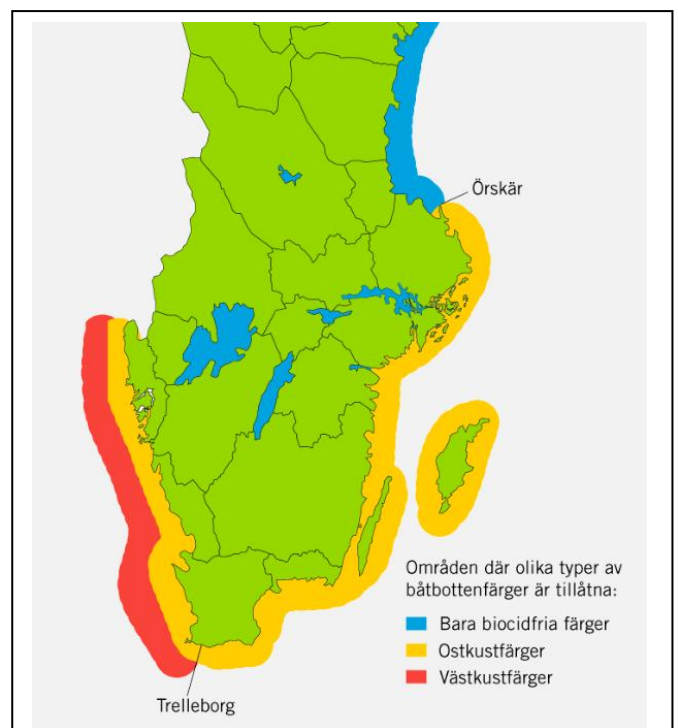 Örskär
Områden där olika typer av
båtbottenfärger är tillåtna:
Bara biocidfria färger
Ostkustfärger
Västkustfärger
Trelleborg